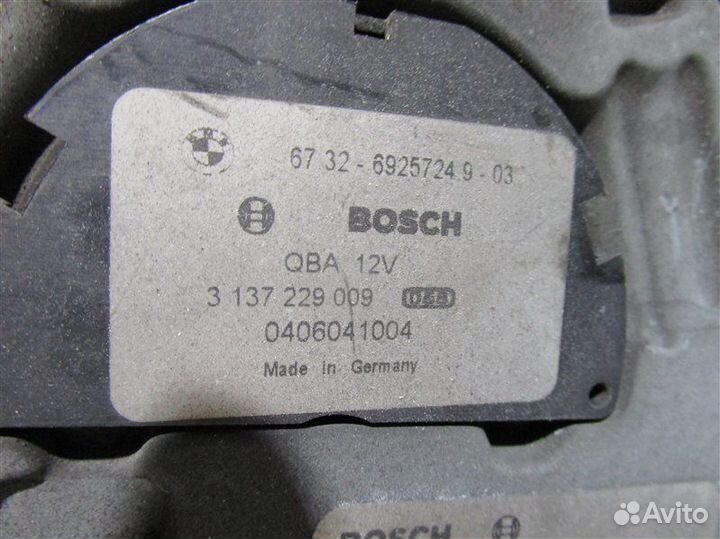 67 32 - 6925724.9 - 03
BOSCH
QBA 12V
3 137 229 009
0406041004
Made in Germany
BOSCH
Avito